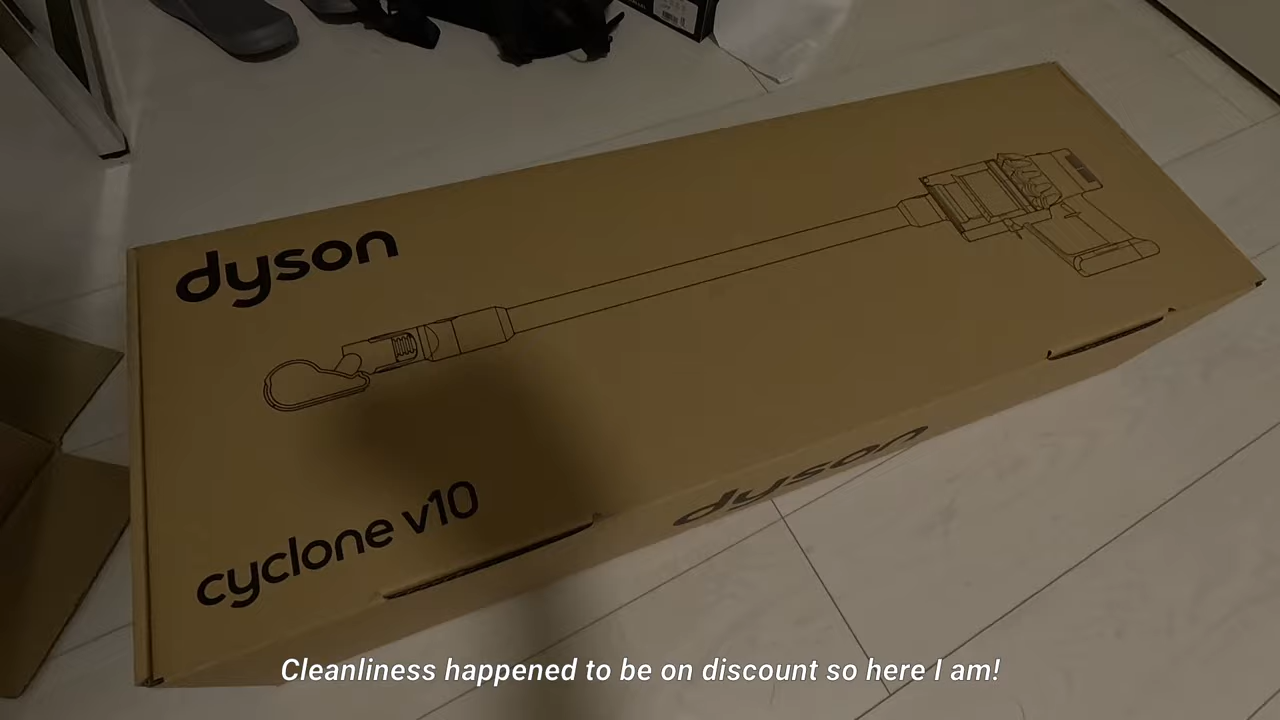 dyson
dyson
cyclone v10
Cleanliness happened to be on discount so here I am!